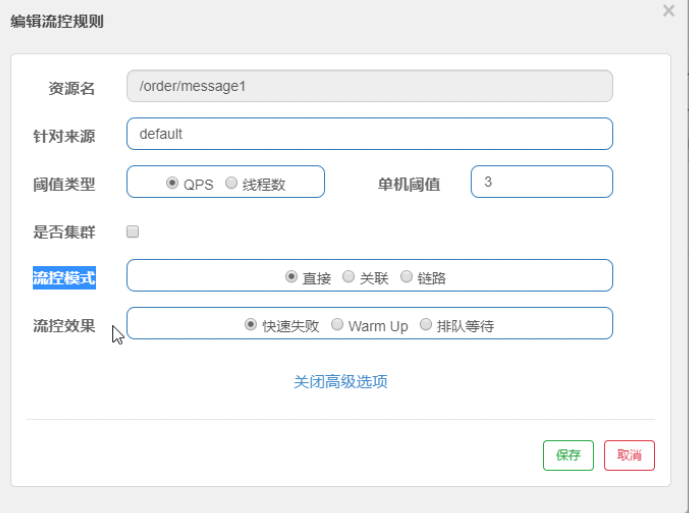 编辑流控规则 ×
资源名 /order/message1
针对来源 default
阈值类型 QPS 线程数 单机阈值 3
是否集群
流控模式 直接 关联 链路
流控效果 快速失败 Warm Up 排队等待
关闭高级选项
保存 取消